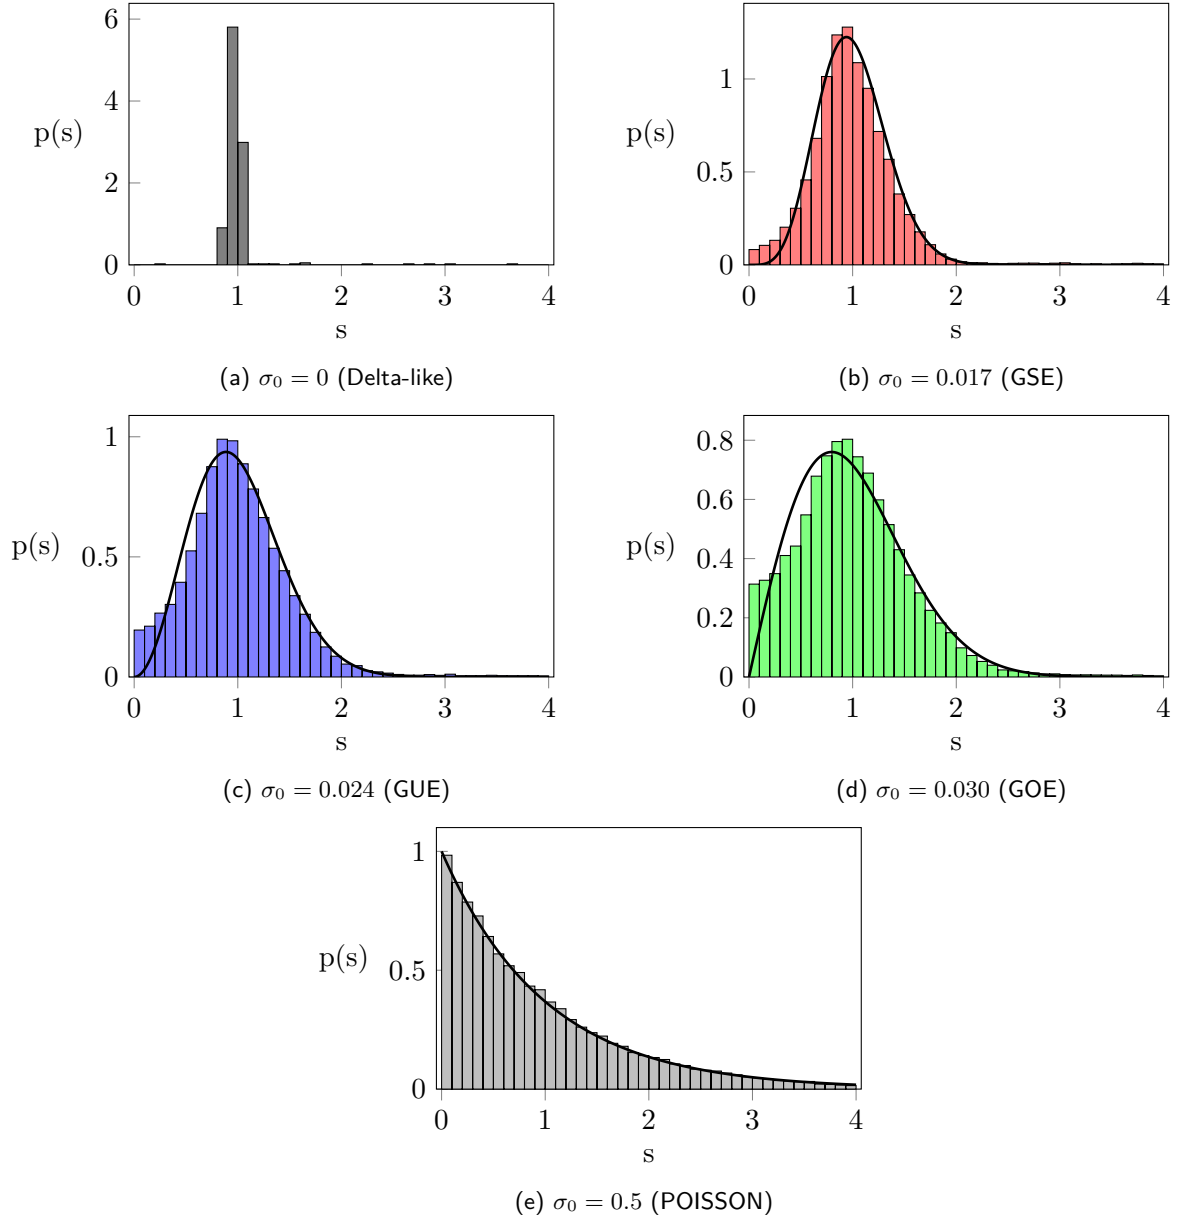 6
4
p(s)
2
0
0 1 2 3 4
s
(a) σ₀ = 0 (Delta-like)
1
p(s)
0.5
0
0 1 2 3 4
s
(b) σ₀ = 0.017 (GSE)
1
p(s)
0.5
0
0 1 2 3 4
s
(c) σ₀ = 0.024 (GUE)
0.8
0.6
p(s)
0.4
0.2
0
0 1 2 3 4
s
(d) σ₀ = 0.030 (GOE)
1
p(s)
0.5
0
0 1 2 3 4
s
(e) σ₀ = 0.5 (POISSON)